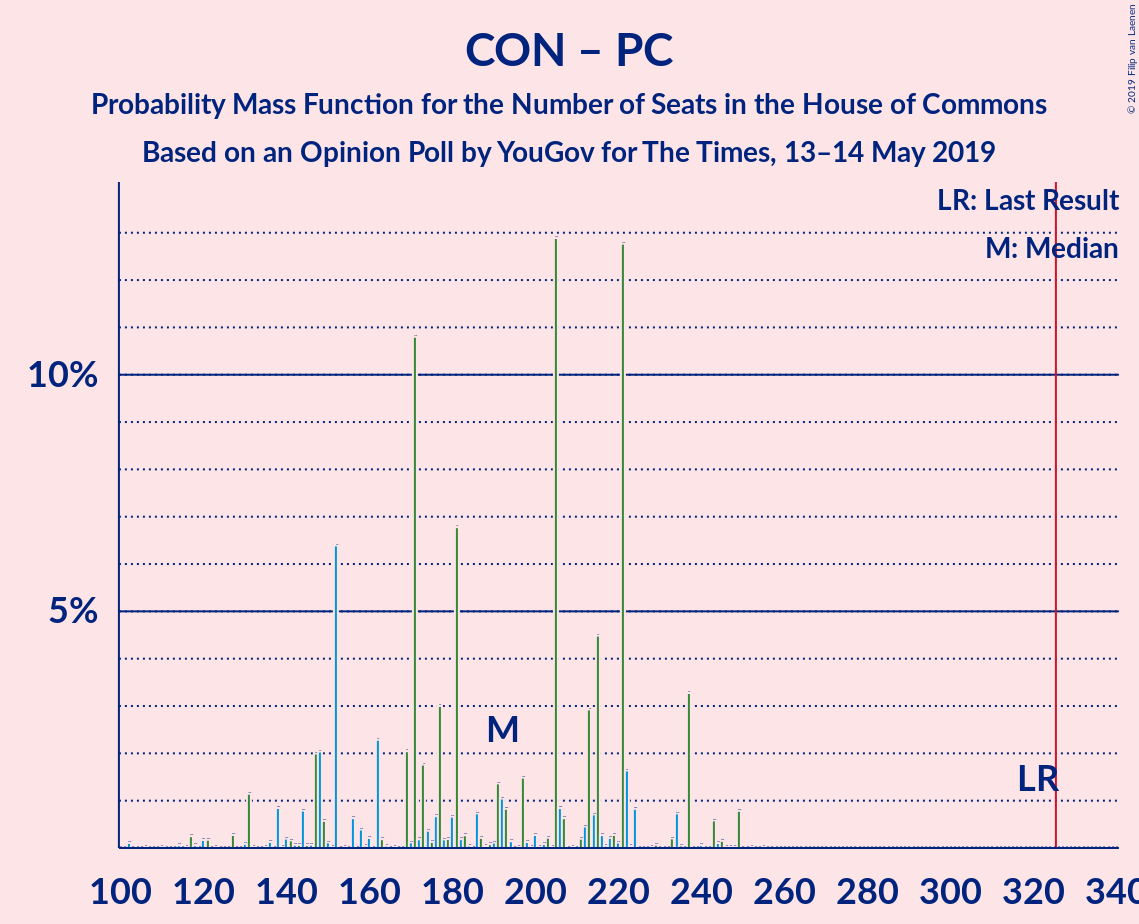 © 2019 Filip van Laenen
CON – PC
Probability Mass Function for the Number of Seats in the House of Commons
Based on an Opinion Poll by YouGov for The Times, 13–14 May 2019
LR: Last Result
M: Median
10%
5%
M
LR
100 120 140 160 180 200 220 240 260 280 300 320 340